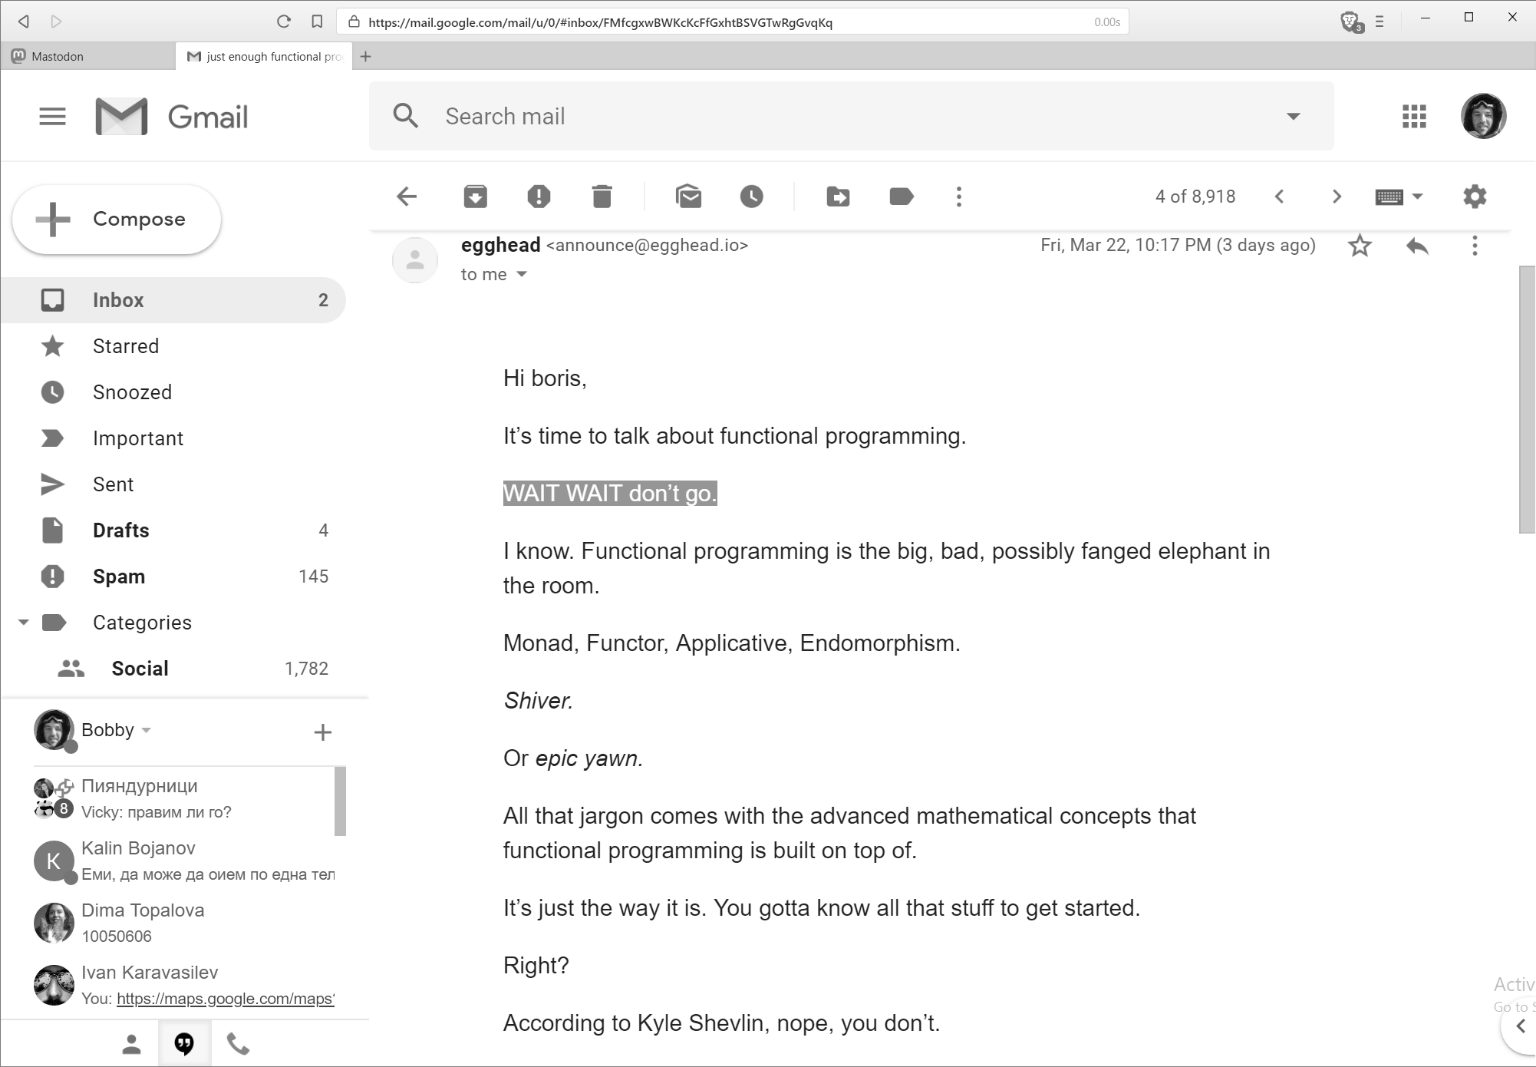 https://mail.google.com/mail/u/0/#inbox/FMfcgxwBWKcKcFfGxhtBSVGTwRgGvqKq
0.00s
3
Mastodon
just enough functional pro
Gmail
Search mail
Compose
4 of 8,918
Inbox 2
Starred
Snoozed
Important
Sent
Drafts 4
Spam 145
Categories
Social 1,782
Bobby
Пияндурници
8
Vicky: правим ли го?
K
Kalin Bojanov
Еми, да може да оием по една тел
Dima Topalova
10050606
Ivan Karavasilev
You: https://maps.google.com/maps?
egghead <announce@egghead.io>
Fri, Mar 22, 10:17 PM (3 days ago)
to me
Hi boris,
It’s time to talk about functional programming.
WAIT WAIT don’t go.
I know. Functional programming is the big, bad, possibly fanged elephant in
the room.
Monad, Functor, Applicative, Endomorphism.
Shiver.
Or epic yawn.
All that jargon comes with the advanced mathematical concepts that
functional programming is built on top of.
It’s just the way it is. You gotta know all that stuff to get started.
Right?
According to Kyle Shevlin, nope, you don’t.
Activ
Go to S